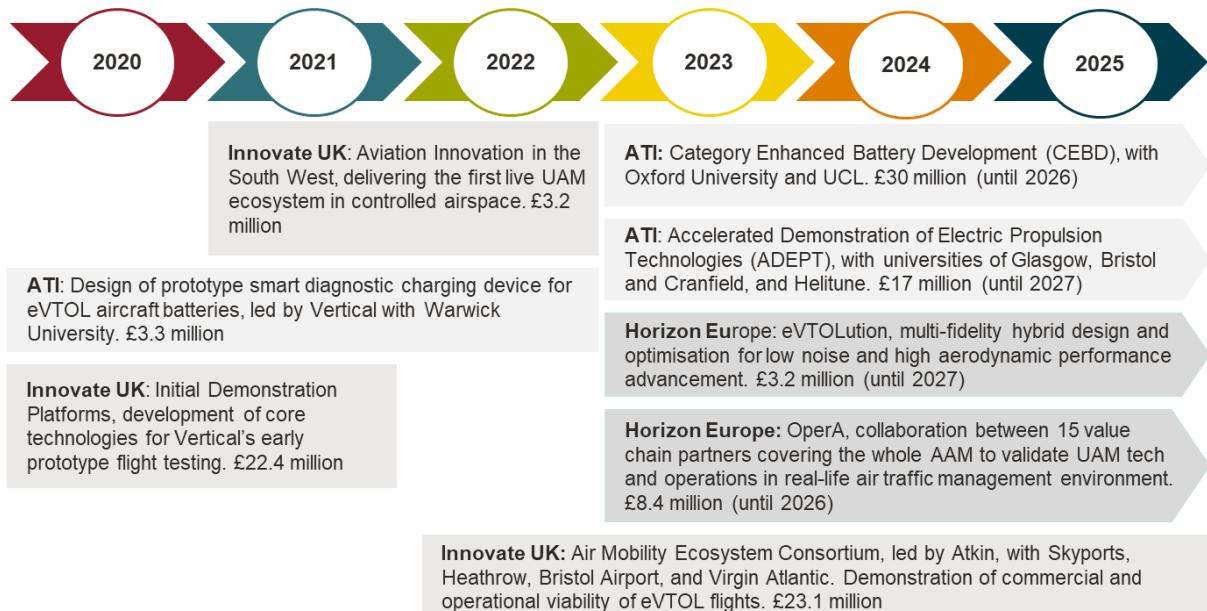 2020
2021
2022
2023
2024
2025
Innovate UK: Aviation Innovation in the
South West, delivering the first live UAM
ecosystem in controlled airspace. £3.2
million
ATI: Design of prototype smart diagnostic charging device for
eVTOL aircraft batteries, led by Vertical with Warwick
University. £3.3 million
Innovate UK: Initial Demonstration
Platforms, development of core
technologies for Vertical's early
prototype flight testing. £22.4 million
ATI: Category Enhanced Battery Development (CEBD), with
Oxford University and UCL. £30 million (until 2026)
ATI: Accelerated Demonstration of Electric Propulsion
Technologies (ADEPT), with universities of Glasgow, Bristol
and Cranfield, and Helitune. £17 million (until 2027)
Horizon Europe: eVTOLution, multi-fidelity hybrid design and
optimisation for low noise and high aerodynamic performance
advancement. £3.2 million (until 2027)
Horizon Europe: OperA, collaboration between 15 value
chain partners covering the whole AAM to validate UAM tech
and operations in real-life air traffic management environment.
£8.4 million (until 2026)
Innovate UK: Air Mobility Ecosystem Consortium, led by Atkin, with Skyports,
Heathrow, Bristol Airport, and Virgin Atlantic. Demonstration of commercial and
operational viability of eVTOL flights. £23.1 million